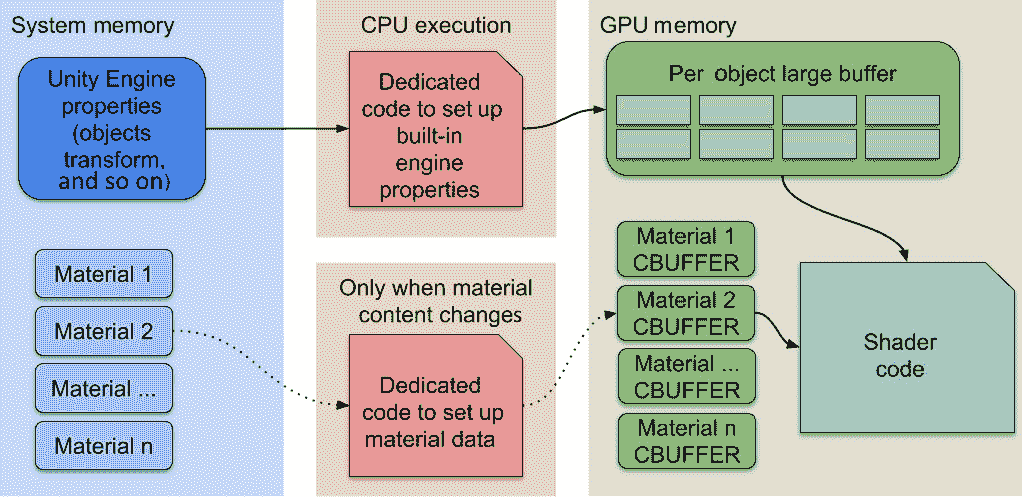 System memory
Unity Engine
properties
(objects
transform,
and so on)
Material 1
Material 2
Material ...
Material n
CPU execution
Dedicated
code to set up
built-in
engine
properties
Only when material
content changes
Dedicated
code to set up
material data
GPU memory
Per object large buffer
Material 1
CBUFFER
Material 2
CBUFFER
Material ...
CBUFFER
Material n
CBUFFER
Shader
code